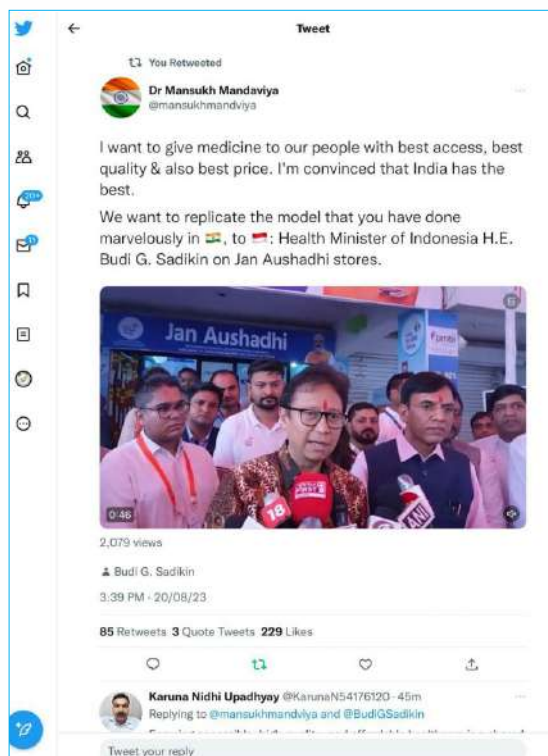 Tweet
You Retweeted
Dr Mansukh Mandaviya
@mansukhmandviya
I want to give medicine to our people with best access, best
quality & also best price. I'm convinced that India has the
best.
We want to replicate the model that you have done
marvelously in 🇮🇳, to 🇮🇩: Health Minister of Indonesia H.E.
Budi G. Sadikin on Jan Aushadhi stores.
Jan Aushadhi
FIRST
18
ANI
0:46
2,079 views
Budi G. Sadikin
3:39 PM · 20/08/23
85 Retweets 3 Quote Tweets 229 Likes
Karuna Nidhi Upadhyay @KarunaN54176120 · 45m
Replying to @mansukhmandviya and @BudiGSadikin
Tweet your reply
20+